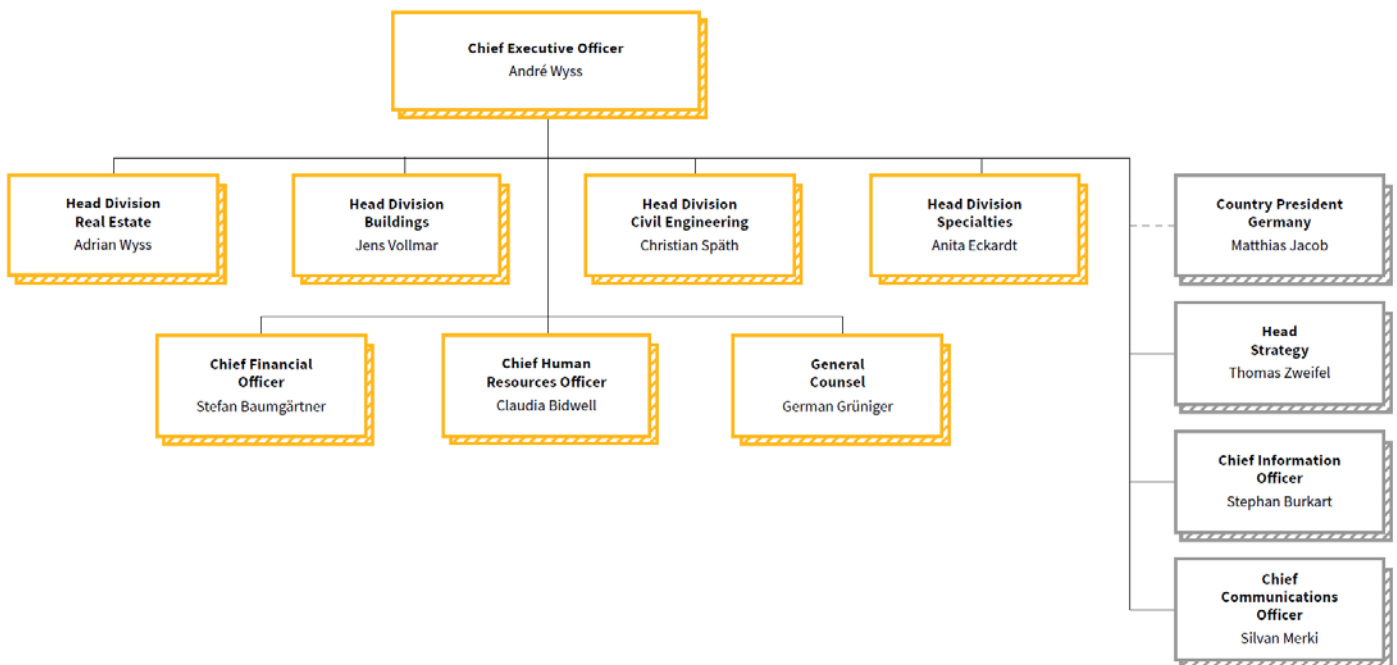 Chief Executive Officer
André Wyss
Head Division
Real Estate
Adrian Wyss
Head Division
Buildings
Jens Vollmar
Head Division
Civil Engineering
Christian Späth
Head Division
Specialties
Anita Eckardt
Country President
Germany
Matthias Jacob
Chief Financial
Officer
Stefan Baumgärtner
Chief Human
Resources Officer
Claudia Bidwell
General
Counsel
German Grüniger
Head
Strategy
Thomas Zweifel
Chief Information
Officer
Stephan Burkart
Chief
Communications
Officer
Silvan Merki